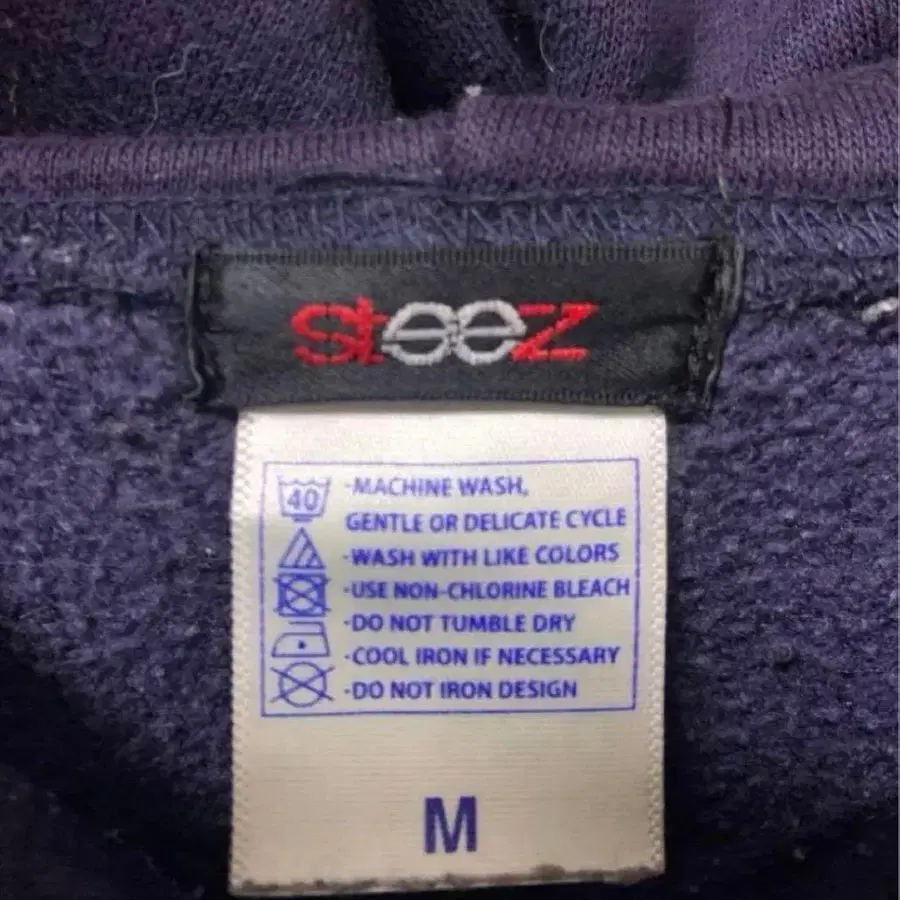 steez
40
-MACHINE WASH,
GENTLE OR DELICATE CYCLE
-WASH WITH LIKE COLORS
-USE NON-CHLORINE BLEACH
-DO NOT TUMBLE DRY
-COOL IRON IF NECESSARY
-DO NOT IRON DESIGN
M